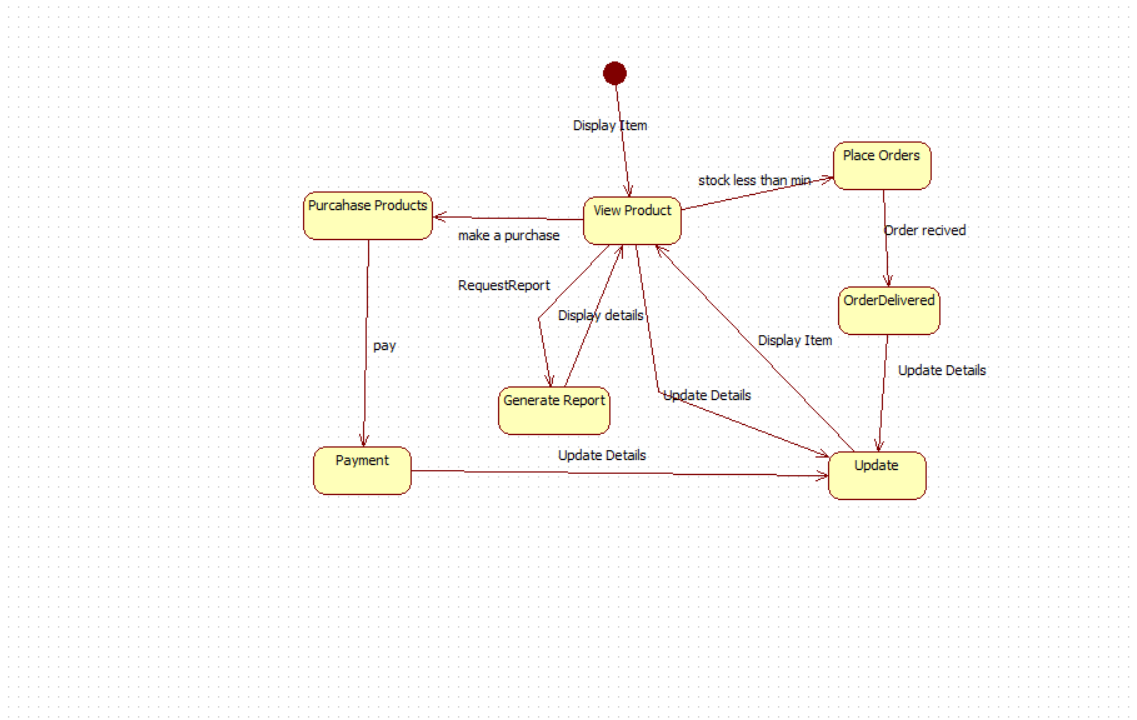 Display Item
Place Orders
stock less than min
Purcahase Products
View Product
make a purchase
Order recived
RequestReport
OrderDelivered
Display details
Display Item
pay
Update Details
Update Details
Generate Report
Update Details
Payment
Update